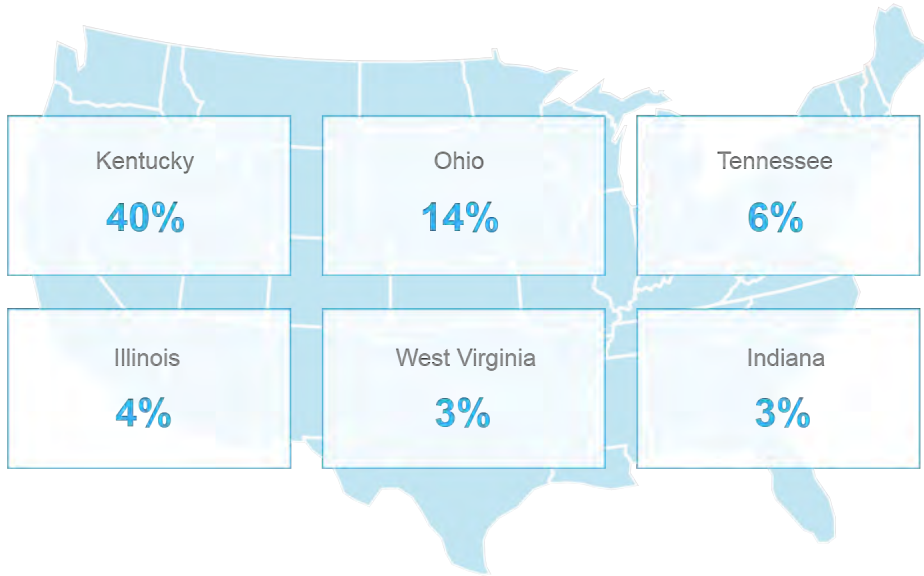 Kentucky
40%
Ohio
14%
Tennessee
6%
Illinois
4%
West Virginia
3%
Indiana
3%